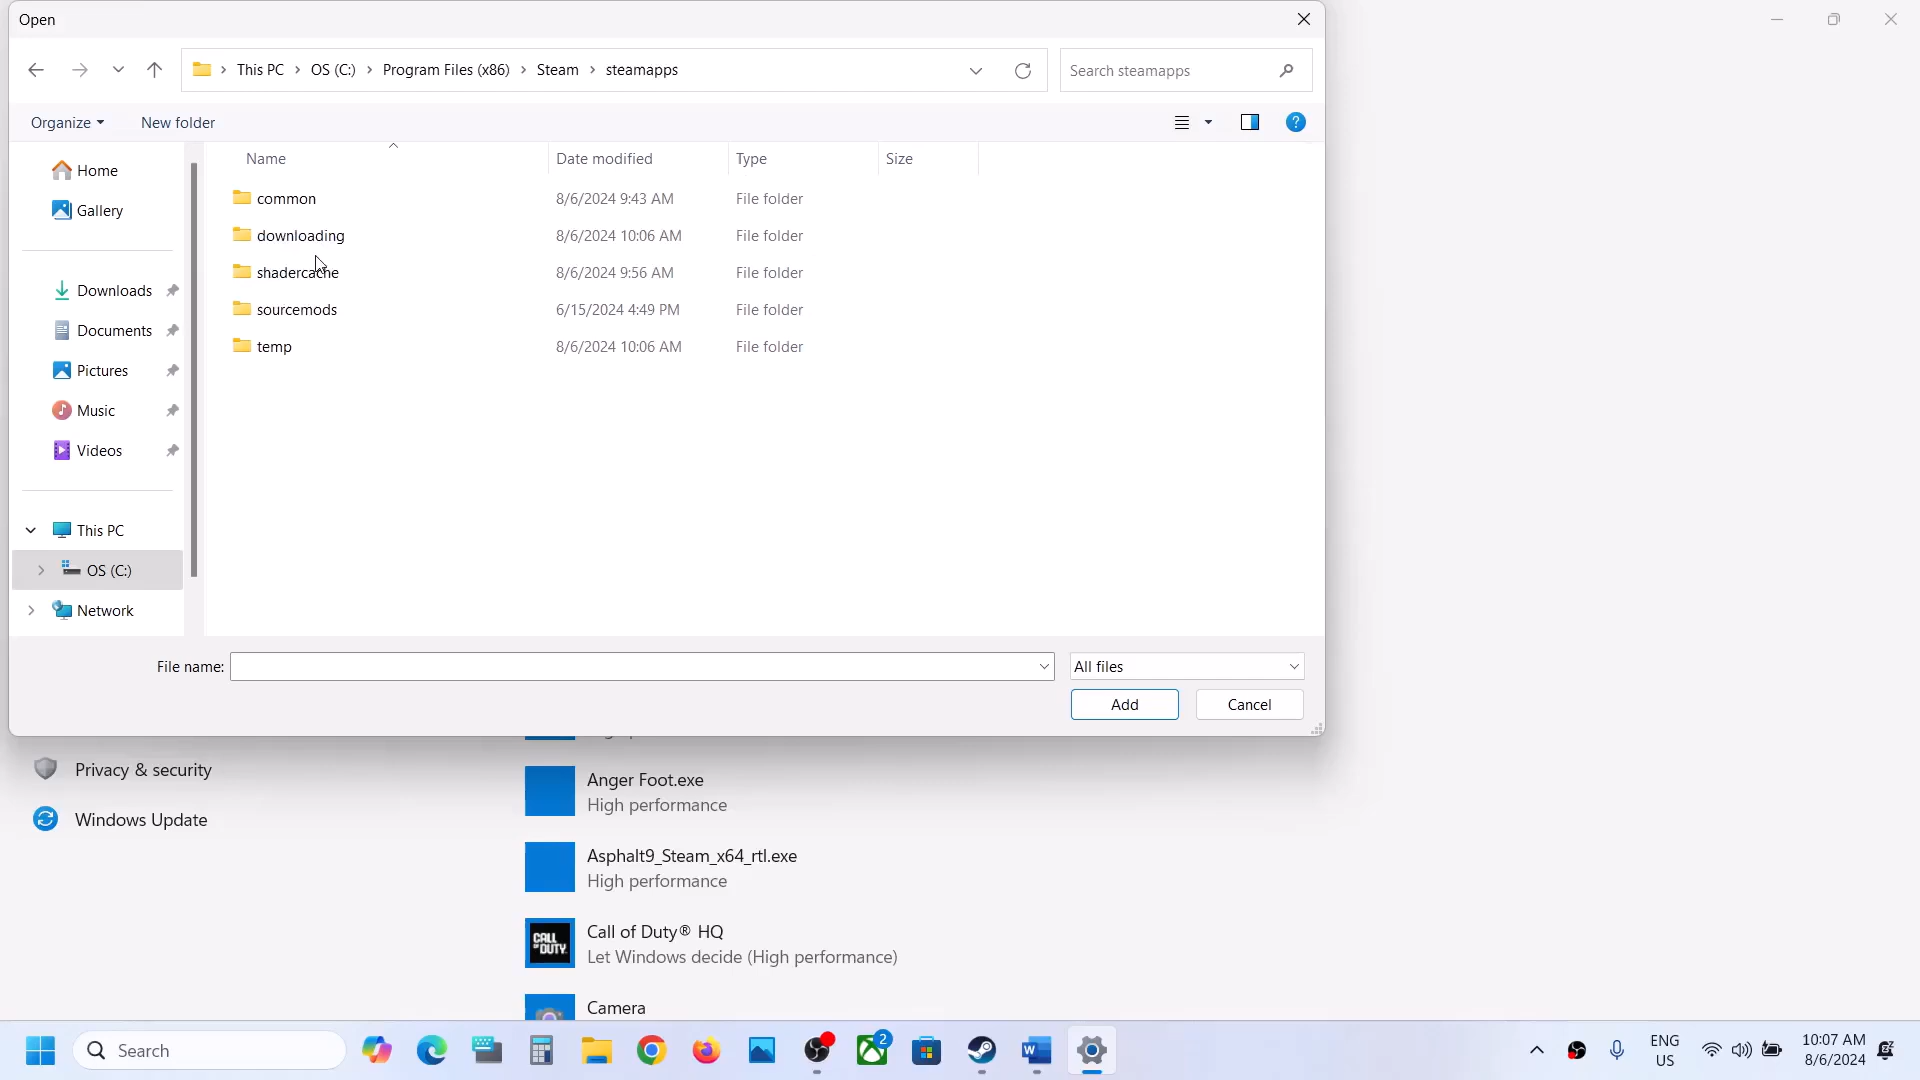 Open
This PC > OS (C:) > Program Files (x86) > Steam > steamapps
Search steamapps
Organize
New folder
Name
Date modified
Type
Size
Home
Gallery
Downloads
Documents
Pictures
Music
Videos
This PC
OS (C:)
Network
common 8/6/2024 9:43 AM File folder
downloading 8/6/2024 10:06 AM File folder
shadercache 8/6/2024 9:56 AM File folder
sourcemods 6/15/2024 4:49 PM File folder
temp 8/6/2024 10:06 AM File folder
File name:
All files
Add
Cancel
Privacy & security
Windows Update
Anger Foot.exe
High performance
Asphalt9_Steam_x64_rtl.exe
High performance
CALL OF DUTY
Call of Duty® HQ
Let Windows decide (High performance)
Camera
Search
2
ENG
US
10:07 AM
8/6/2024